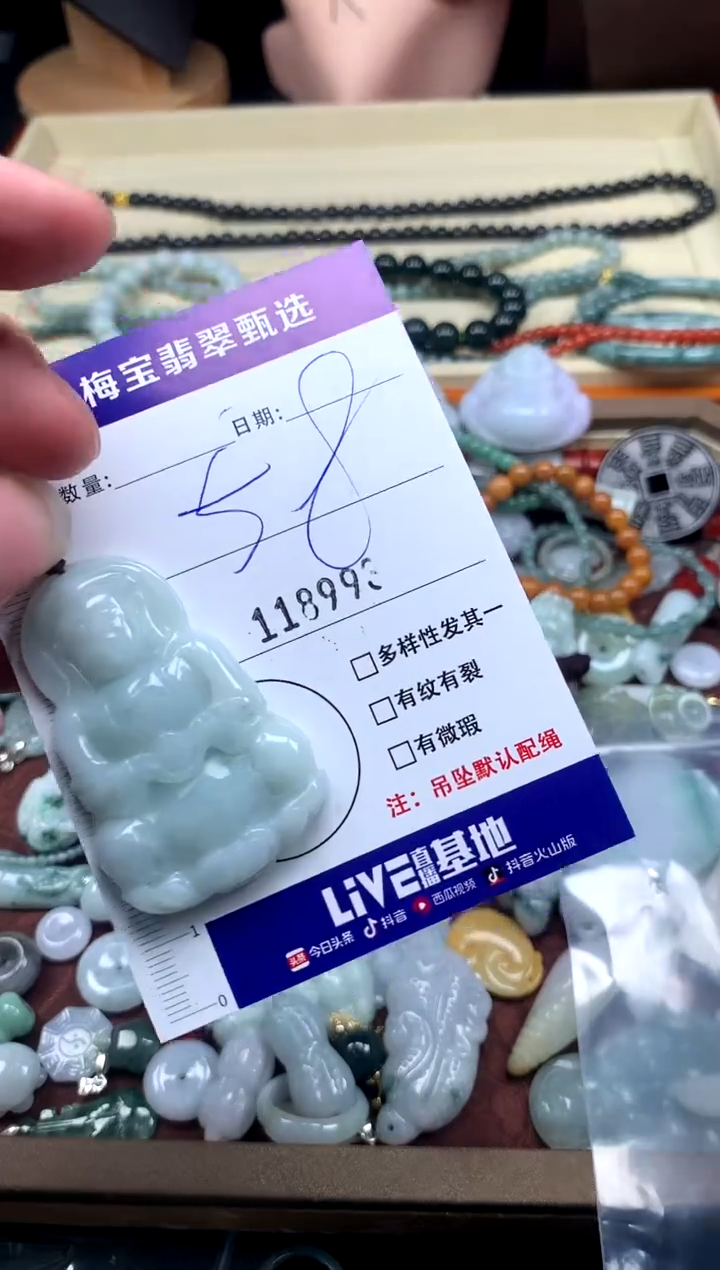 梅宝翡翠甄选
日期:
数量:
58
11899
多样性发其一
有纹有裂
有微瑕
注: 吊坠默认配绳
LiVE直播基地
头条 今日头条 抖音 西瓜视频 抖音火山版
1
0